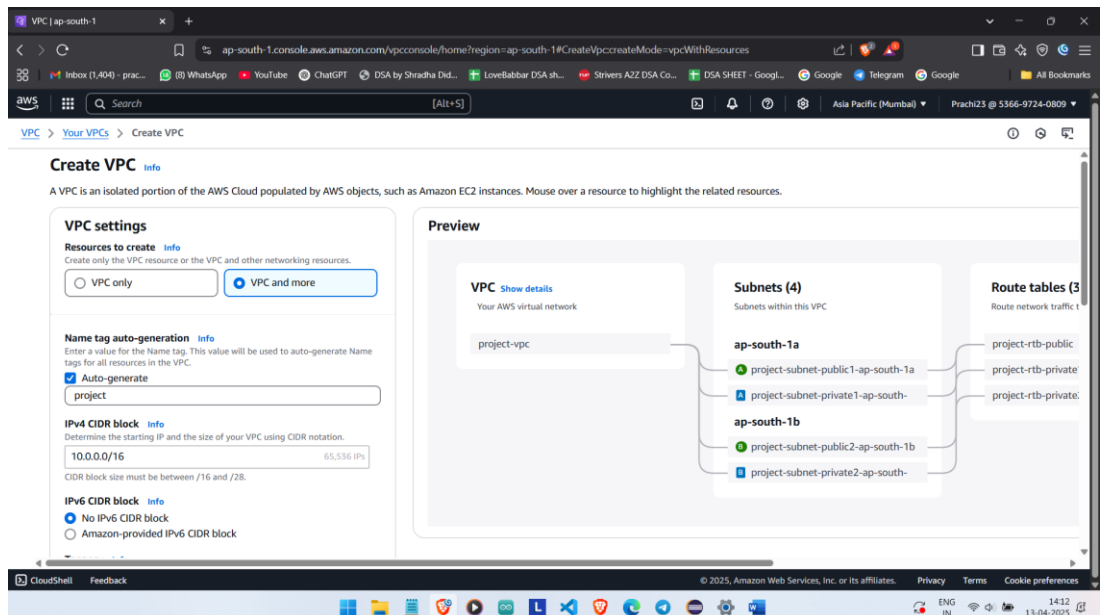 VPC | ap-south-1
ap-south-1.console.aws.amazon.com/vpcconsole/home?region=ap-south-1#CreateVpc:createMode=vpcWithResources
Inbox (1,404) - prac...
(8) WhatsApp
YouTube
ChatGPT
DSA by Shradha Did...
LoveBabbar DSA sh...
Strivers A2Z DSA Co...
DSA SHEET - Googl...
Google
Telegram
Google
All Bookmarks
aws
Search
[Alt+S]
Asia Pacific (Mumbai)
Prachi23 @ 5366-9724-0809
VPC > Your VPCs > Create VPC
Create VPC Info
A VPC is an isolated portion of the AWS Cloud populated by AWS objects, such as Amazon EC2 instances. Mouse over a resource to highlight the related resources.
VPC settings
Resources to create Info
Create only the VPC resource or the VPC and other networking resources.
VPC only
VPC and more
Name tag auto-generation Info
Enter a value for the Name tag. This value will be used to auto-generate Name
tags for all resources in the VPC.
Auto-generate
project
IPv4 CIDR block Info
Determine the starting IP and the size of your VPC using CIDR notation.
10.0.0.0/16
65,536 IPs
CIDR block size must be between /16 and /28.
IPv6 CIDR block Info
No IPv6 CIDR block
Amazon-provided IPv6 CIDR block
Preview
VPC Show details
Your AWS virtual network
project-vpc
Subnets (4)
Subnets within this VPC
ap-south-1a
A project-subnet-public1-ap-south-1a
A project-subnet-private1-ap-south-
ap-south-1b
B project-subnet-public2-ap-south-1b
B project-subnet-private2-ap-south-
Route tables (3
Route network traffic t
project-rtb-public
project-rtb-private
project-rtb-private
CloudShell
Feedback
© 2025, Amazon Web Services, Inc. or its affiliates.
Privacy
Terms
Cookie preferences
ENG
IN
14:12
13-04-2025